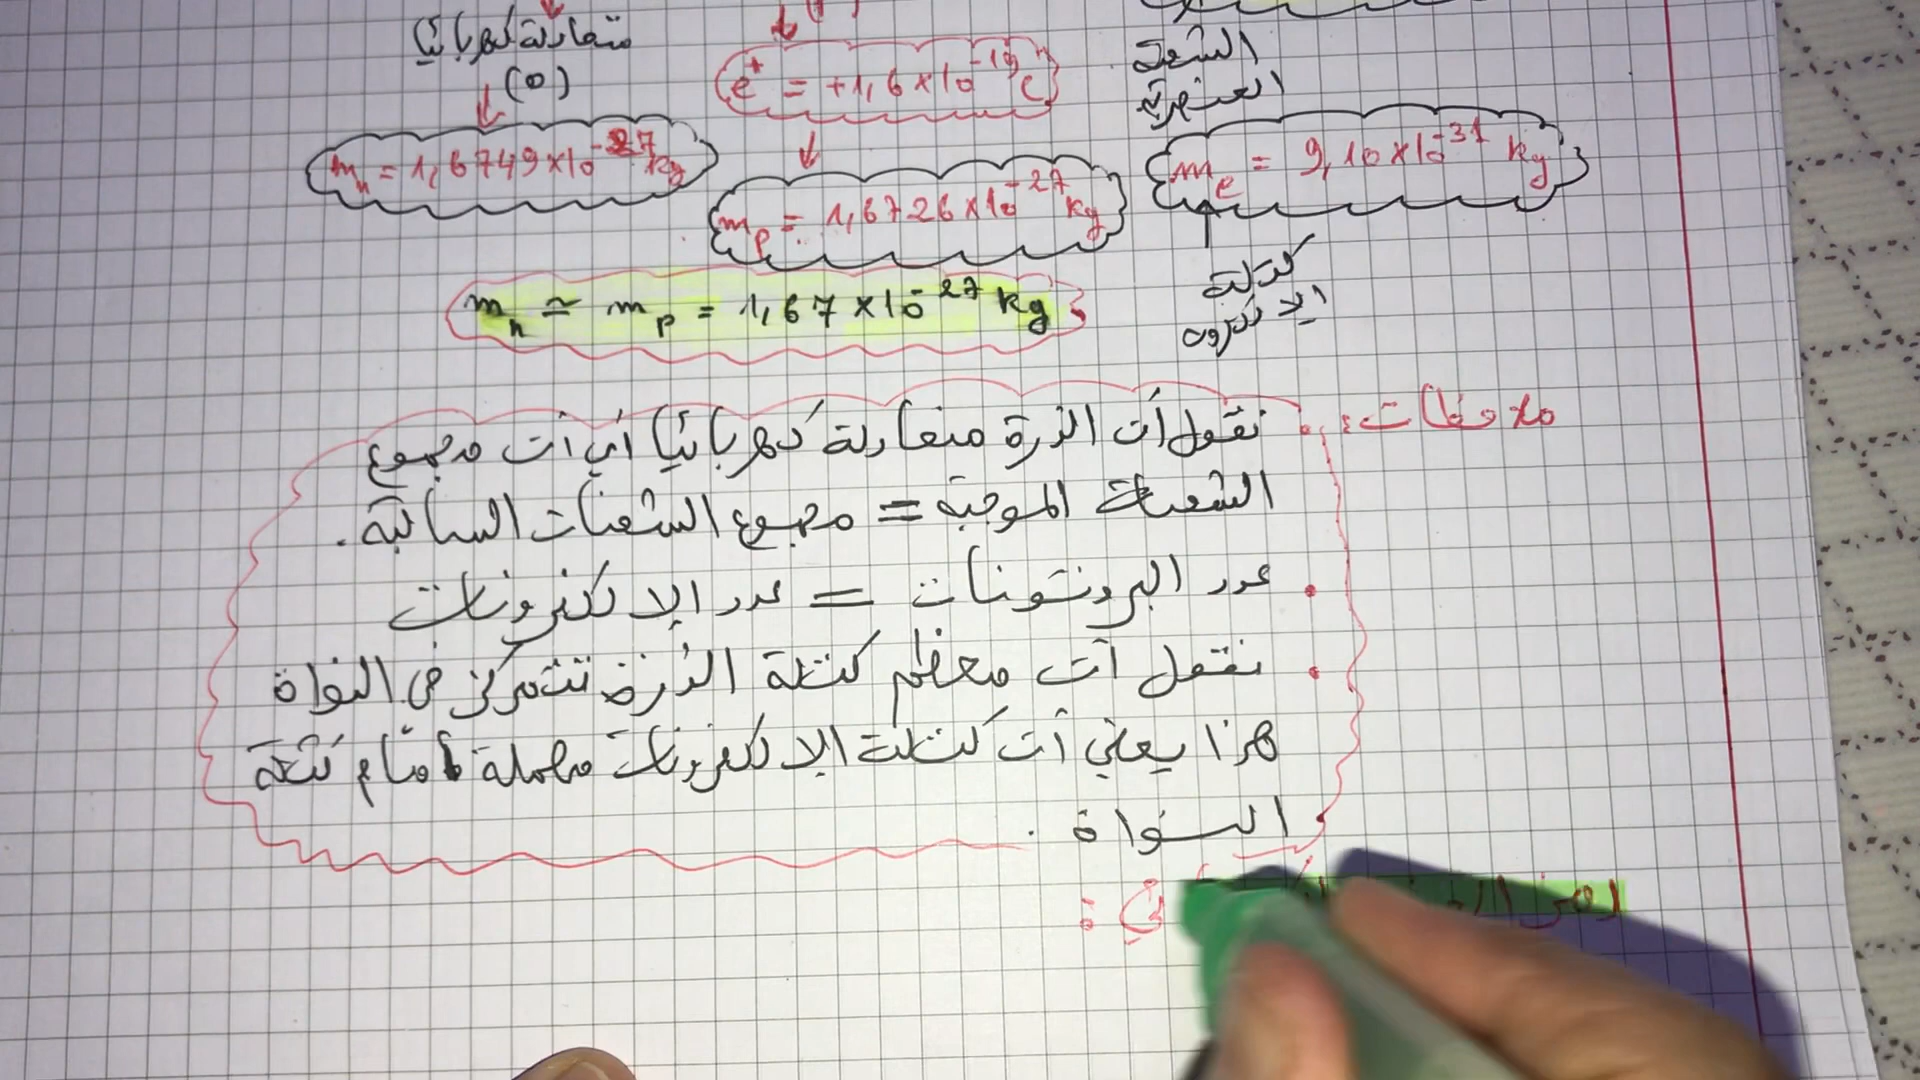 متعادلة كهربائيا
(0)
e⁺ = +1,6×10⁻¹⁹ C
الشحنة
العنصرية
mₙ = 1,6749×10⁻²⁷ kg
m_p = 1,6726×10⁻²⁷ kg
mₑ = 9,10×10⁻³¹ kg
mₙ ≃ m_p = 1,67×10⁻²⁷ kg
كتلة
الإلكترون
ملاحظات:
. نقول أن الذرة متعادلة كهربائيًا أي أن مجموع
الشحنات الموجبة = مجموع الشحنات السالبة.
. عدد البروتونات = عدد الإلكترونات
. نقول أن معظم كتلة الذرة تتمركز في النواة
هذا يعني أن كتلة الإلكترونات مهملة أمام كتلة
النواة .